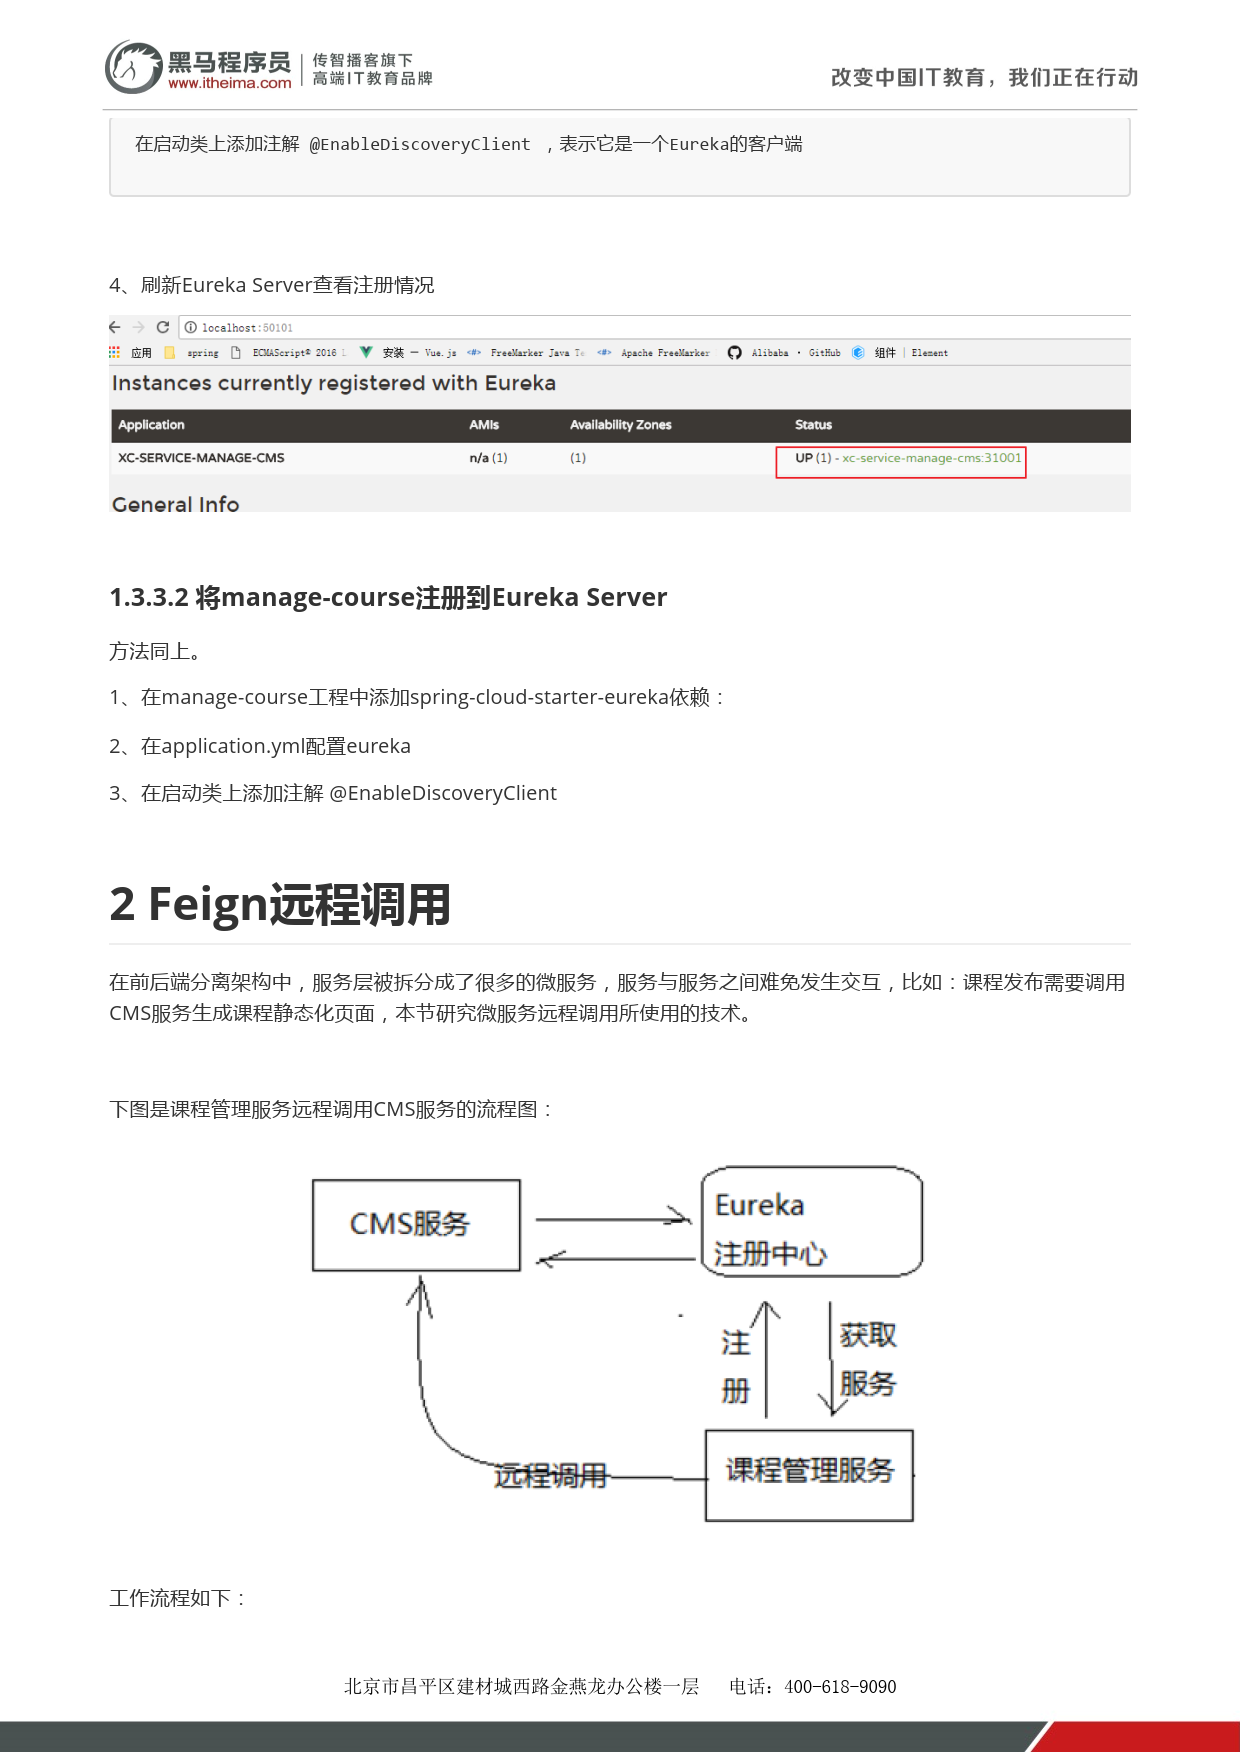 黑马程序员
www.itheima.com
传智播客旗下
高端IT教育品牌
改变中国IT教育，我们正在行动
在启动类上添加注解 @EnableDiscoveryClient ，表示它是一个Eureka的客户端
4、刷新Eureka Server查看注册情况
localhost:50101
应用 spring ECMAScript® 2016 L 安装 — Vue.js <#> FreeMarker Java Te <#> Apache FreeMarker Alibaba · GitHub 组件 | Element
Instances currently registered with Eureka
Application AMIs Availability Zones Status
XC-SERVICE-MANAGE-CMS n/a (1) (1) UP (1) - xc-service-manage-cms:31001
General Info
1.3.3.2 将manage-course注册到Eureka Server
方法同上。
1、在manage-course工程中添加spring-cloud-starter-eureka依赖：
2、在application.yml配置eureka
3、在启动类上添加注解 @EnableDiscoveryClient
2 Feign远程调用
在前后端分离架构中，服务层被拆分成了很多的微服务，服务与服务之间难免发生交互，比如：课程发布需要调用
CMS服务生成课程静态化页面，本节研究微服务远程调用所使用的技术。
下图是课程管理服务远程调用CMS服务的流程图：
CMS服务
Eureka
注册中心
注
册
获取
服务
远程调用
课程管理服务
工作流程如下：
北京市昌平区建材城西路金燕龙办公楼一层 电话：400-618-9090